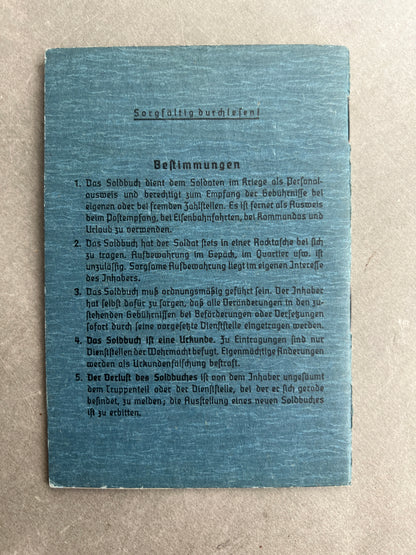 Sorgfältig durchlesen!
Bestimmungen
1. Das Soldbuch dient dem Soldaten im Kriege als Personal-
ausweis und berechtigt zum Empfang der Gebührnisse bei
eigenen oder bei fremden Zahlstellen. Es ist ferner als Ausweis
beim Postempfang, bei Eisenbahnfahrten, bei Kommandos und
Urlaub zu verwenden.
2. Das Soldbuch hat der Soldat stets in einer Rocktasche bei sich
zu tragen. Aufbewahrung im Gepäck, im Quartier usw. ist
unzulässig. Sorgsame Aufbewahrung liegt im eigenen Interesse
des Inhabers.
3. Das Soldbuch muß ordnungsmäßig geführt sein. Der Inhaber
hat selbst dafür zu sorgen, daß alle Veränderungen in den zu-
stehenden Gebührnissen bei Beförderungen oder Versetzungen
sofort durch seine vorgesetzte Dienststelle eingetragen werden.
4. Das Soldbuch ist eine Urkunde. Zu Eintragungen sind nur
Dienststellen der Wehrmacht befugt. Eigenmächtige Änderungen
werden als Urkundenfälschung bestraft.
5. Der Verlust des Soldbuches ist von dem Inhaber ungesäumt
dem Truppenteil oder der Dienststelle, bei der er sich gerade
befindet, zu melden; die Ausstellung eines neuen Soldbuches
ist zu erbitten.